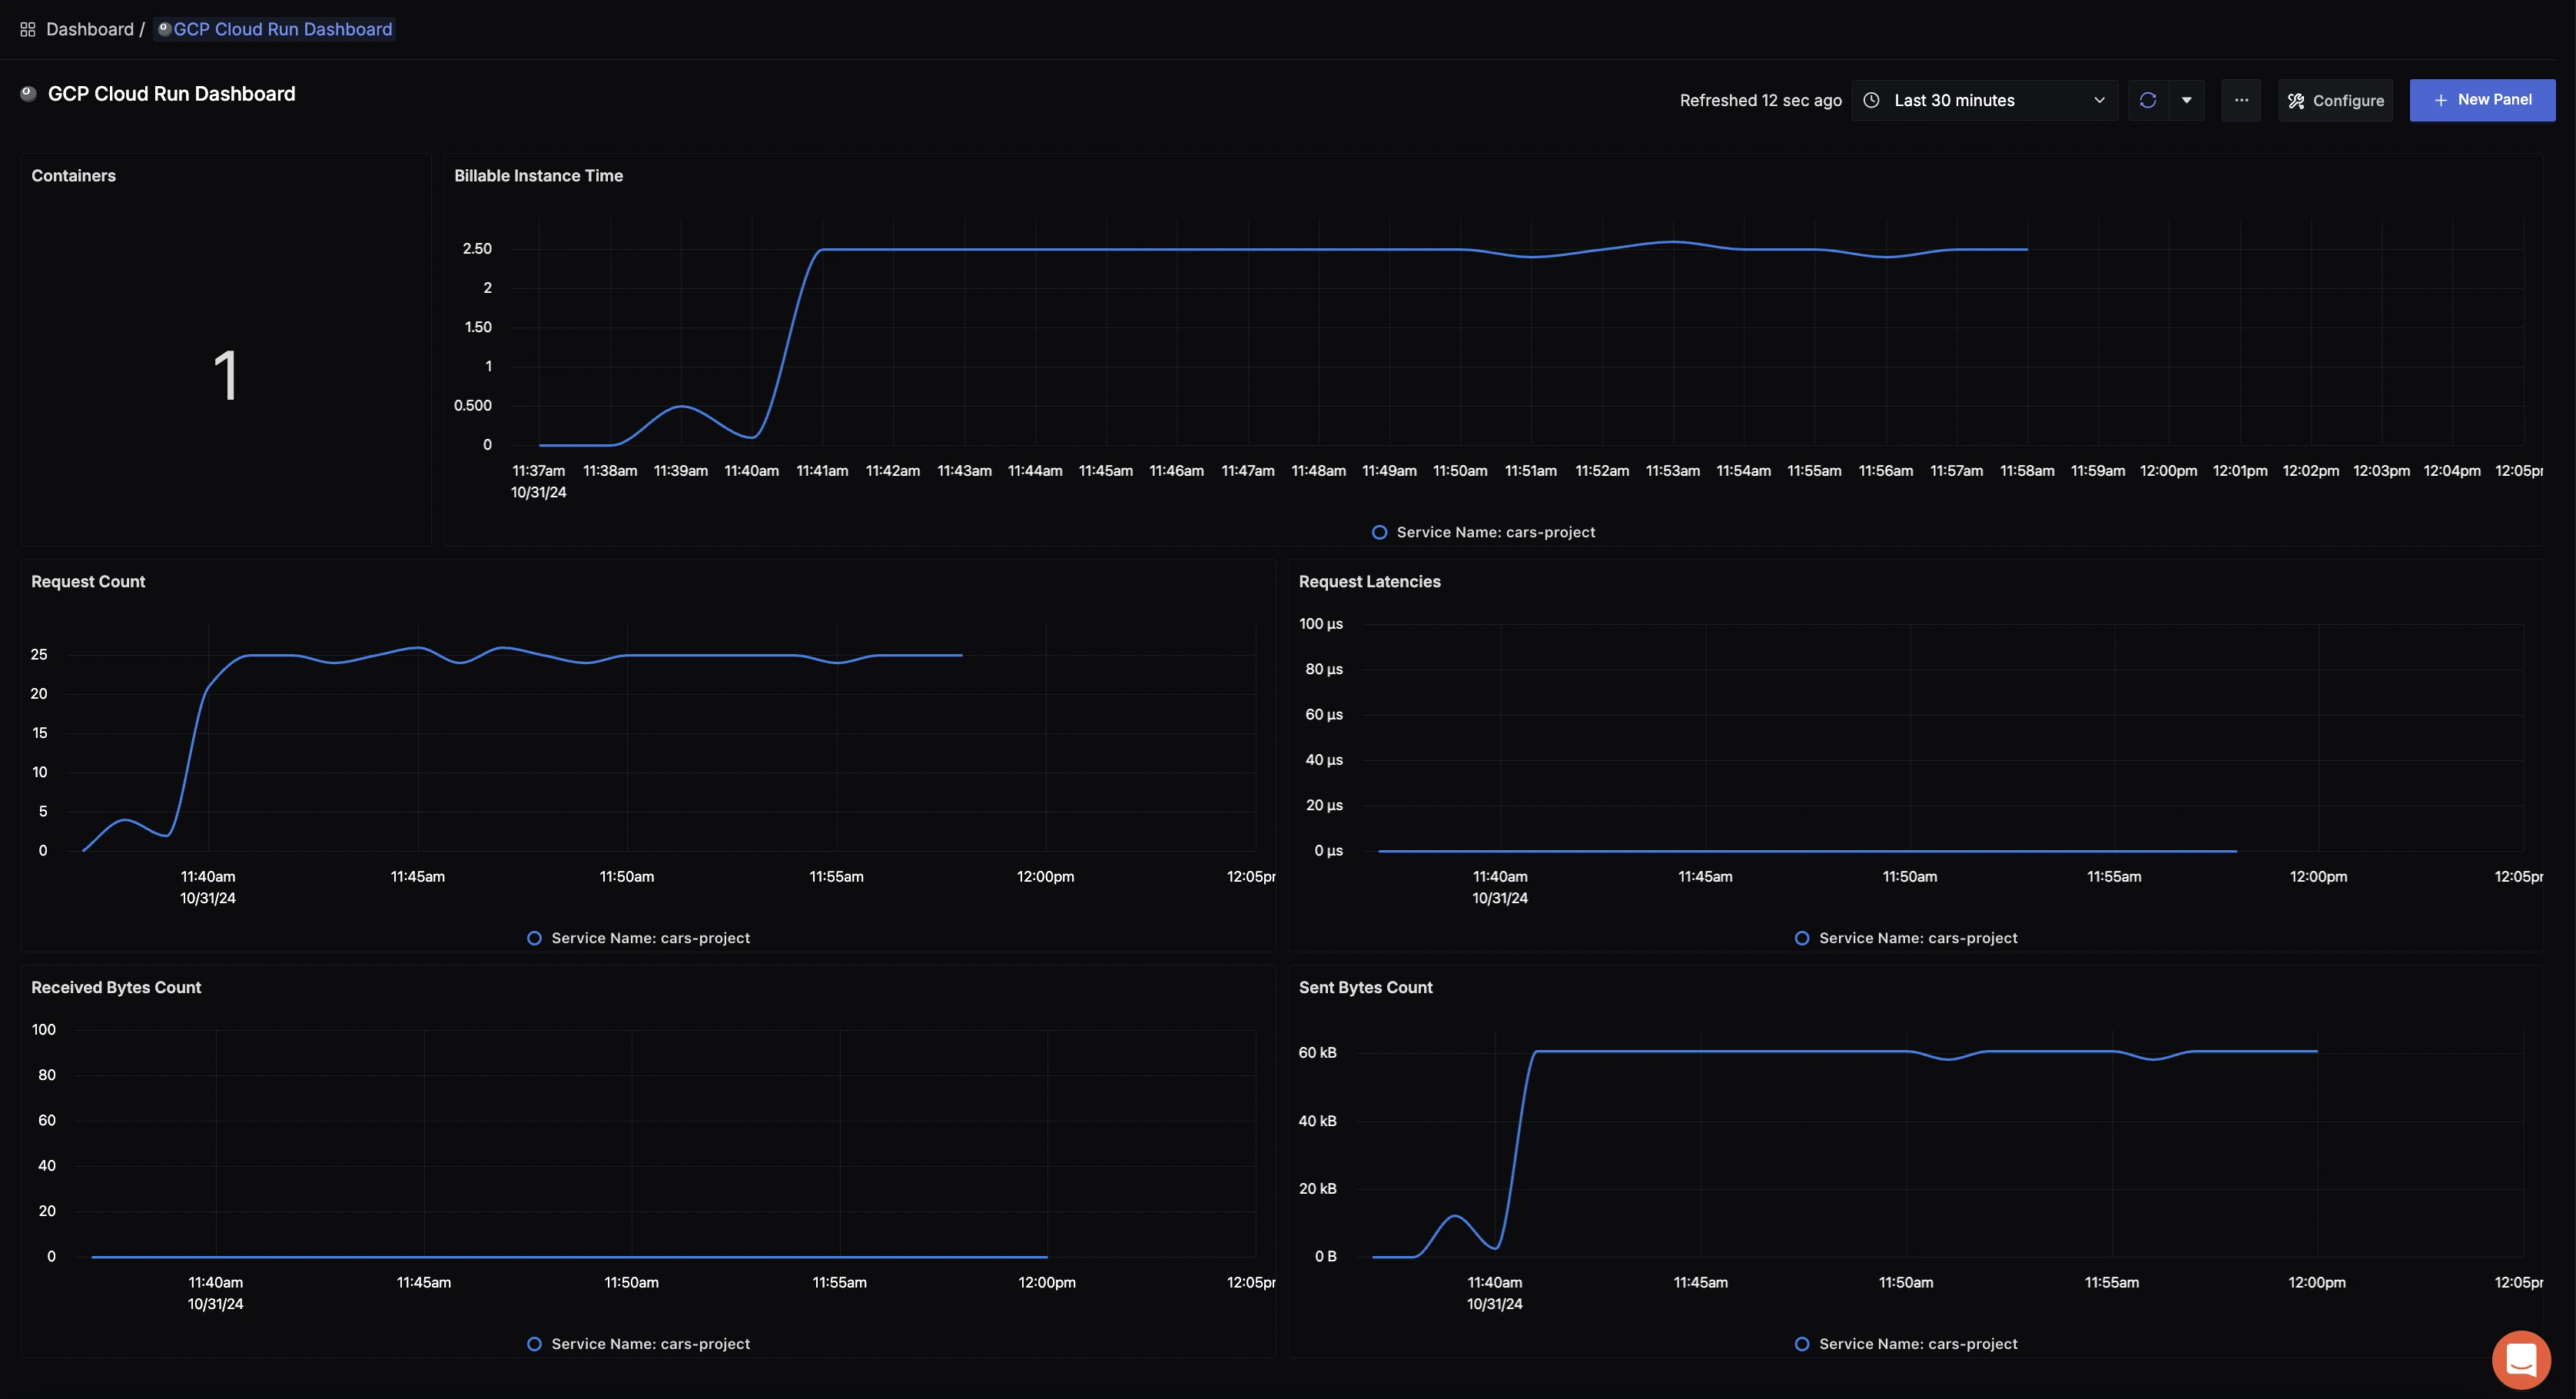 Dashboard / GCP Cloud Run Dashboard
GCP Cloud Run Dashboard
Refreshed 12 sec ago
Last 30 minutes
Configure
+ New Panel
Containers
1
Billable Instance Time
2.50
2
1.50
1
0.500
0
11:37am 11:38am 11:39am 11:40am 11:41am 11:42am 11:43am 11:44am 11:45am 11:46am 11:47am 11:48am 11:49am 11:50am 11:51am 11:52am 11:53am 11:54am 11:55am 11:56am 11:57am 11:58am 11:59am 12:00pm 12:01pm 12:02pm 12:03pm 12:04pm 12:05pr
10/31/24
Service Name: cars-project
Request Count
25
20
15
10
5
0
11:40am 11:45am 11:50am 11:55am 12:00pm 12:05pr
10/31/24
Service Name: cars-project
Request Latencies
100 µs
80 µs
60 µs
40 µs
20 µs
0 µs
11:40am 11:45am 11:50am 11:55am 12:00pm 12:05pr
10/31/24
Service Name: cars-project
Received Bytes Count
100
80
60
40
20
0
11:40am 11:45am 11:50am 11:55am 12:00pm 12:05pr
10/31/24
Service Name: cars-project
Sent Bytes Count
60 kB
40 kB
20 kB
0 B
11:40am 11:45am 11:50am 11:55am 12:00pm 12:05pr
10/31/24
Service Name: cars-project